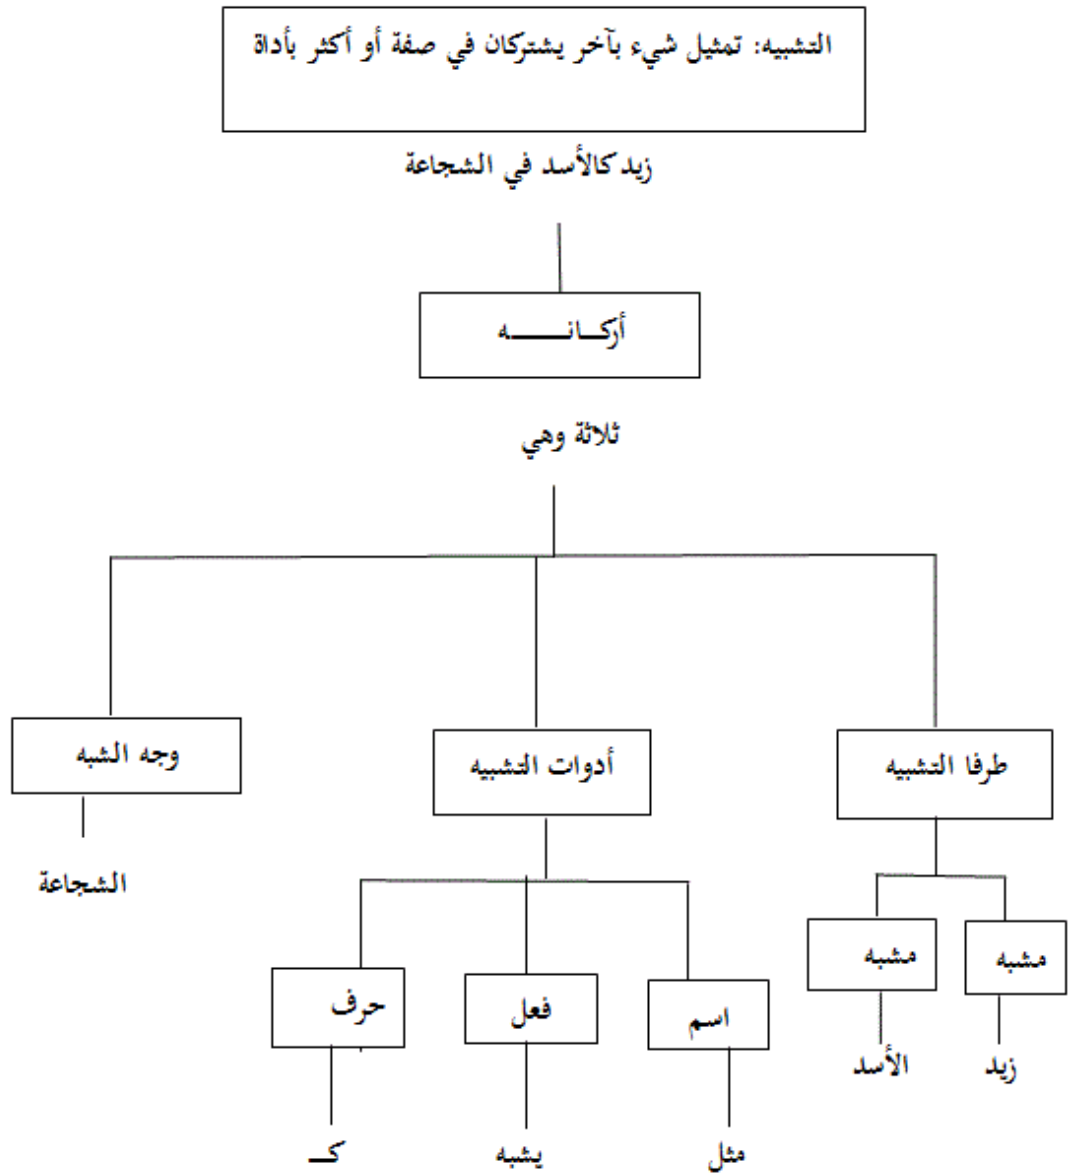 التشبيه: تمثيل شيء بآخر يشتركان في صفة أو أكثر بأداة
زيد كالأسد في الشجاعة
أركـانـــــه
ثلاثة وهي
طرفا التشبيه
أدوات التشبيه
وجه الشبه
مشبه
مشبه
زيد
الأسد
اسم
فعل
حرف
مثل
يشبه
كـ
الشجاعة